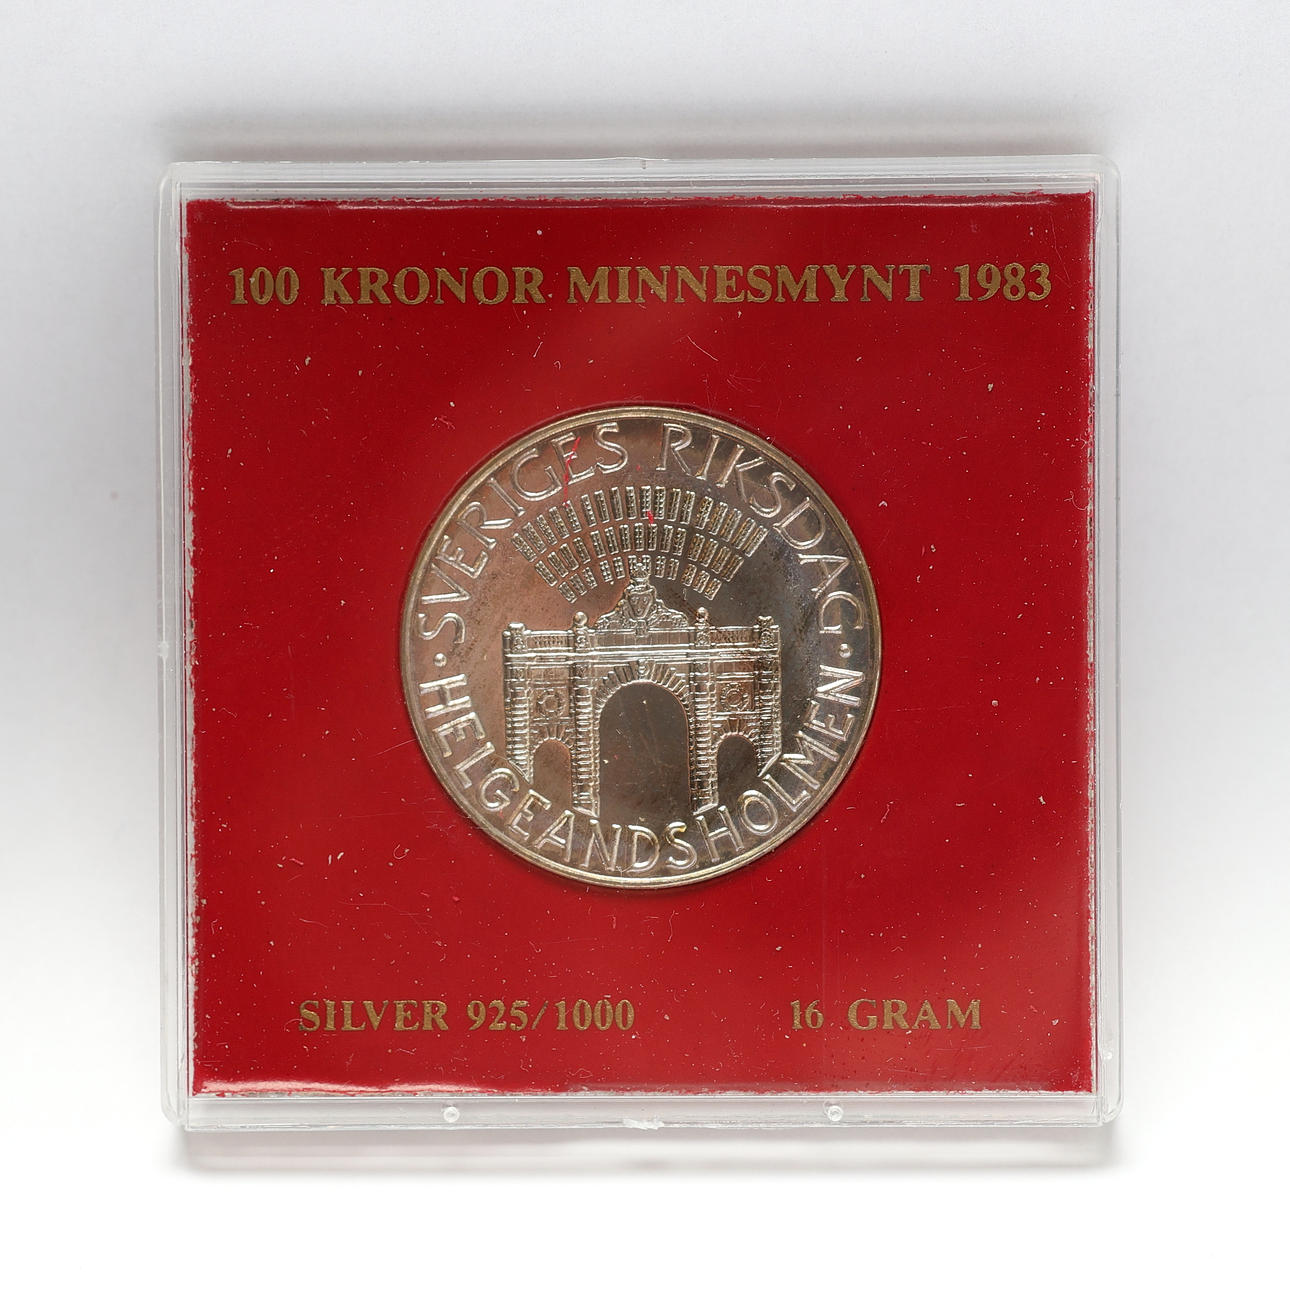 100 KRONOR MINNESMYNT 1983
· SVERIGES RIKSDAG ·
HELGEANDSHOLMEN
SILVER 925/1000 16 GRAM